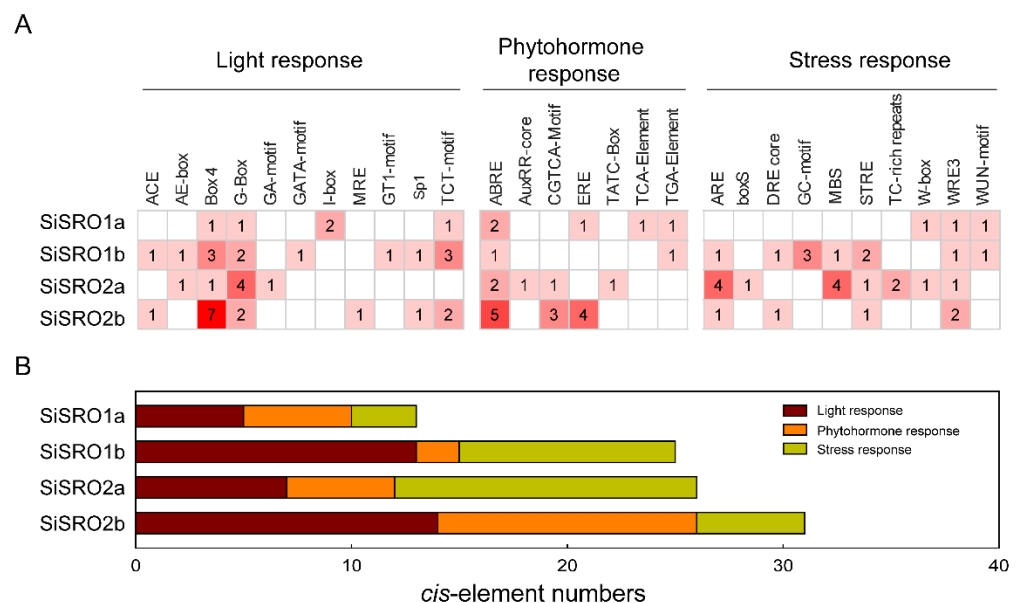 A
Light response
Phytohormone
response
Stress response
ACE
AE-box
Box 4
G-Box
GA-motif
GATA-motif
I-box
MRE
GT1-motif
Sp1
TCT-motif
ABRE
AuxRR-core
CGTCA-Motif
ERE
TATC-Box
TCA-Element
TGA-Element
ARE
boxS
DRE core
GC-motif
MBS
STRE
TC-rich repeats
W-box
WRE3
WUN-motif
SiSRO1a 1 1 2 1 2 1 1 1 1 1 1
SiSRO1b 1 1 3 2 1 1 1 3 1 1 1 1 3 1 2 1 1
SiSRO2a 1 1 4 1 2 1 1 1 4 1 4 1 2 1 1
SiSRO2b 1 7 2 1 1 2 5 3 4 1 1 1 2
B
SiSRO1a
SiSRO1b
SiSRO2a
SiSRO2b
Light response
Phytohormone response
Stress response
0 10 20 30 40
cis-element numbers